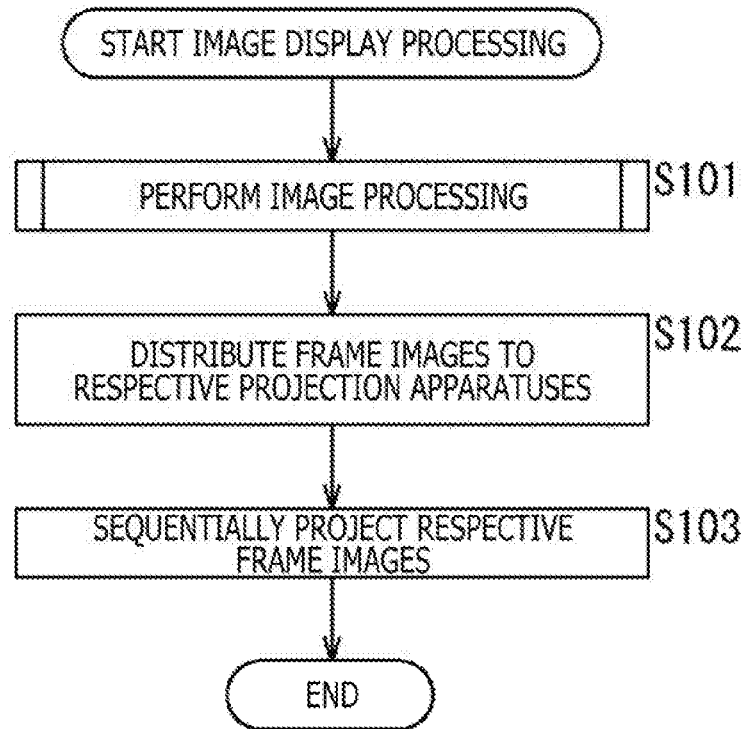 START IMAGE DISPLAY PROCESSING
PERFORM IMAGE PROCESSING
S101
DISTRIBUTE FRAME IMAGES TO
RESPECTIVE PROJECTION APPARATUSES
S102
SEQUENTIALLY PROJECT RESPECTIVE
FRAME IMAGES
S103
END